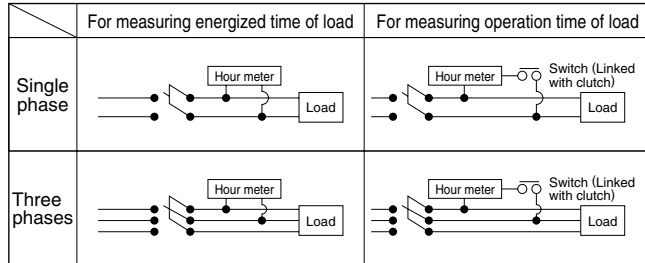 For measuring energized time of load
For measuring operation time of load
Single
phase
Hour meter
Load
Hour meter
Switch (Linked
with clutch)
Load
Three
phases
Hour meter
Load
Hour meter
Switch (Linked
with clutch)
Load